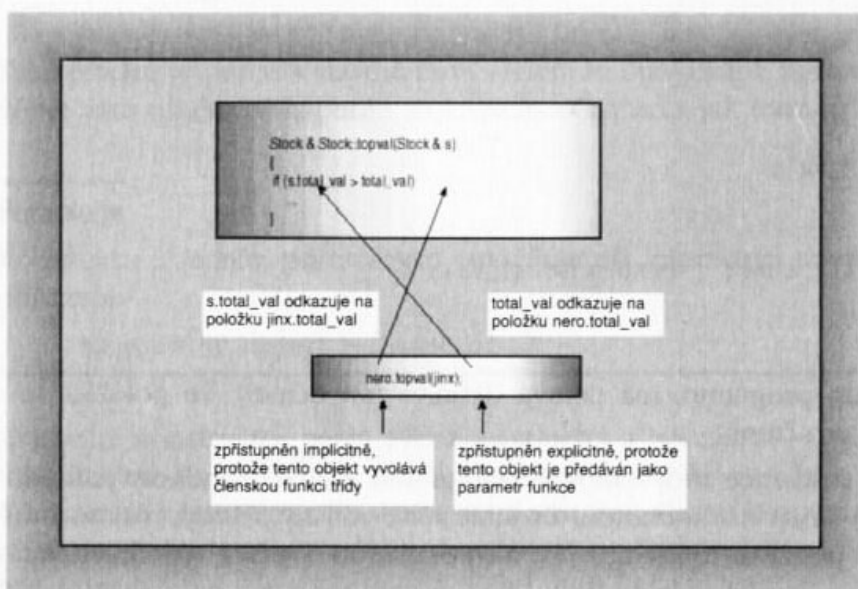 Stock & Stock::topval(Stock & s)
{
if (s.total_val > total_val)
...
}
s.total_val odkazuje na
položku jinx.total_val
total_val odkazuje na
položku nero.total_val
nero.topval(jinx);
zpřístupněn implicitně,
protože tento objekt vyvolává
členskou funkci třídy
zpřístupněn explicitně, protože
tento objekt je předáván jako
parametr funkce